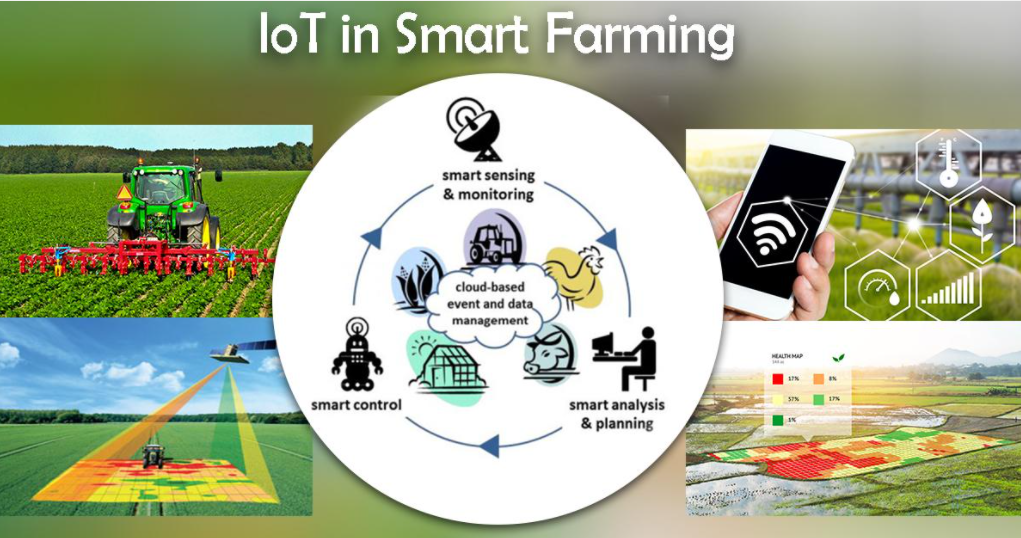 IoT in Smart Farming
smart sensing
& monitoring
cloud-based
event and data
management
smart control
smart analysis
& planning
HEALTH MAP
17%
8%
57%
17%
1%